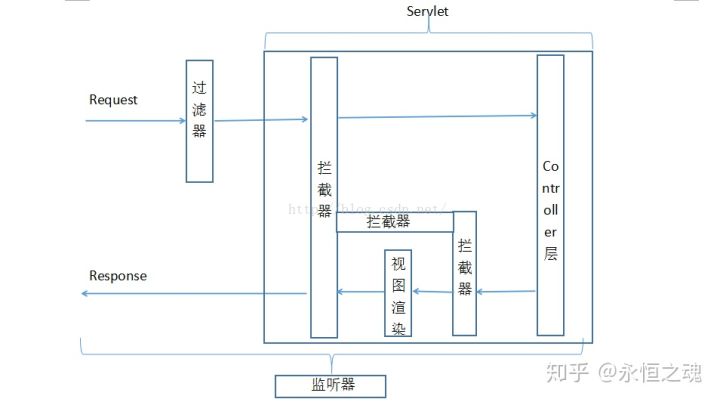 Servlet
Request
过滤器
拦截器
Controller层
http://blog.csdn.net/
拦截器
拦截器
视图渲染
Response
监听器
知乎 @永恒之魂